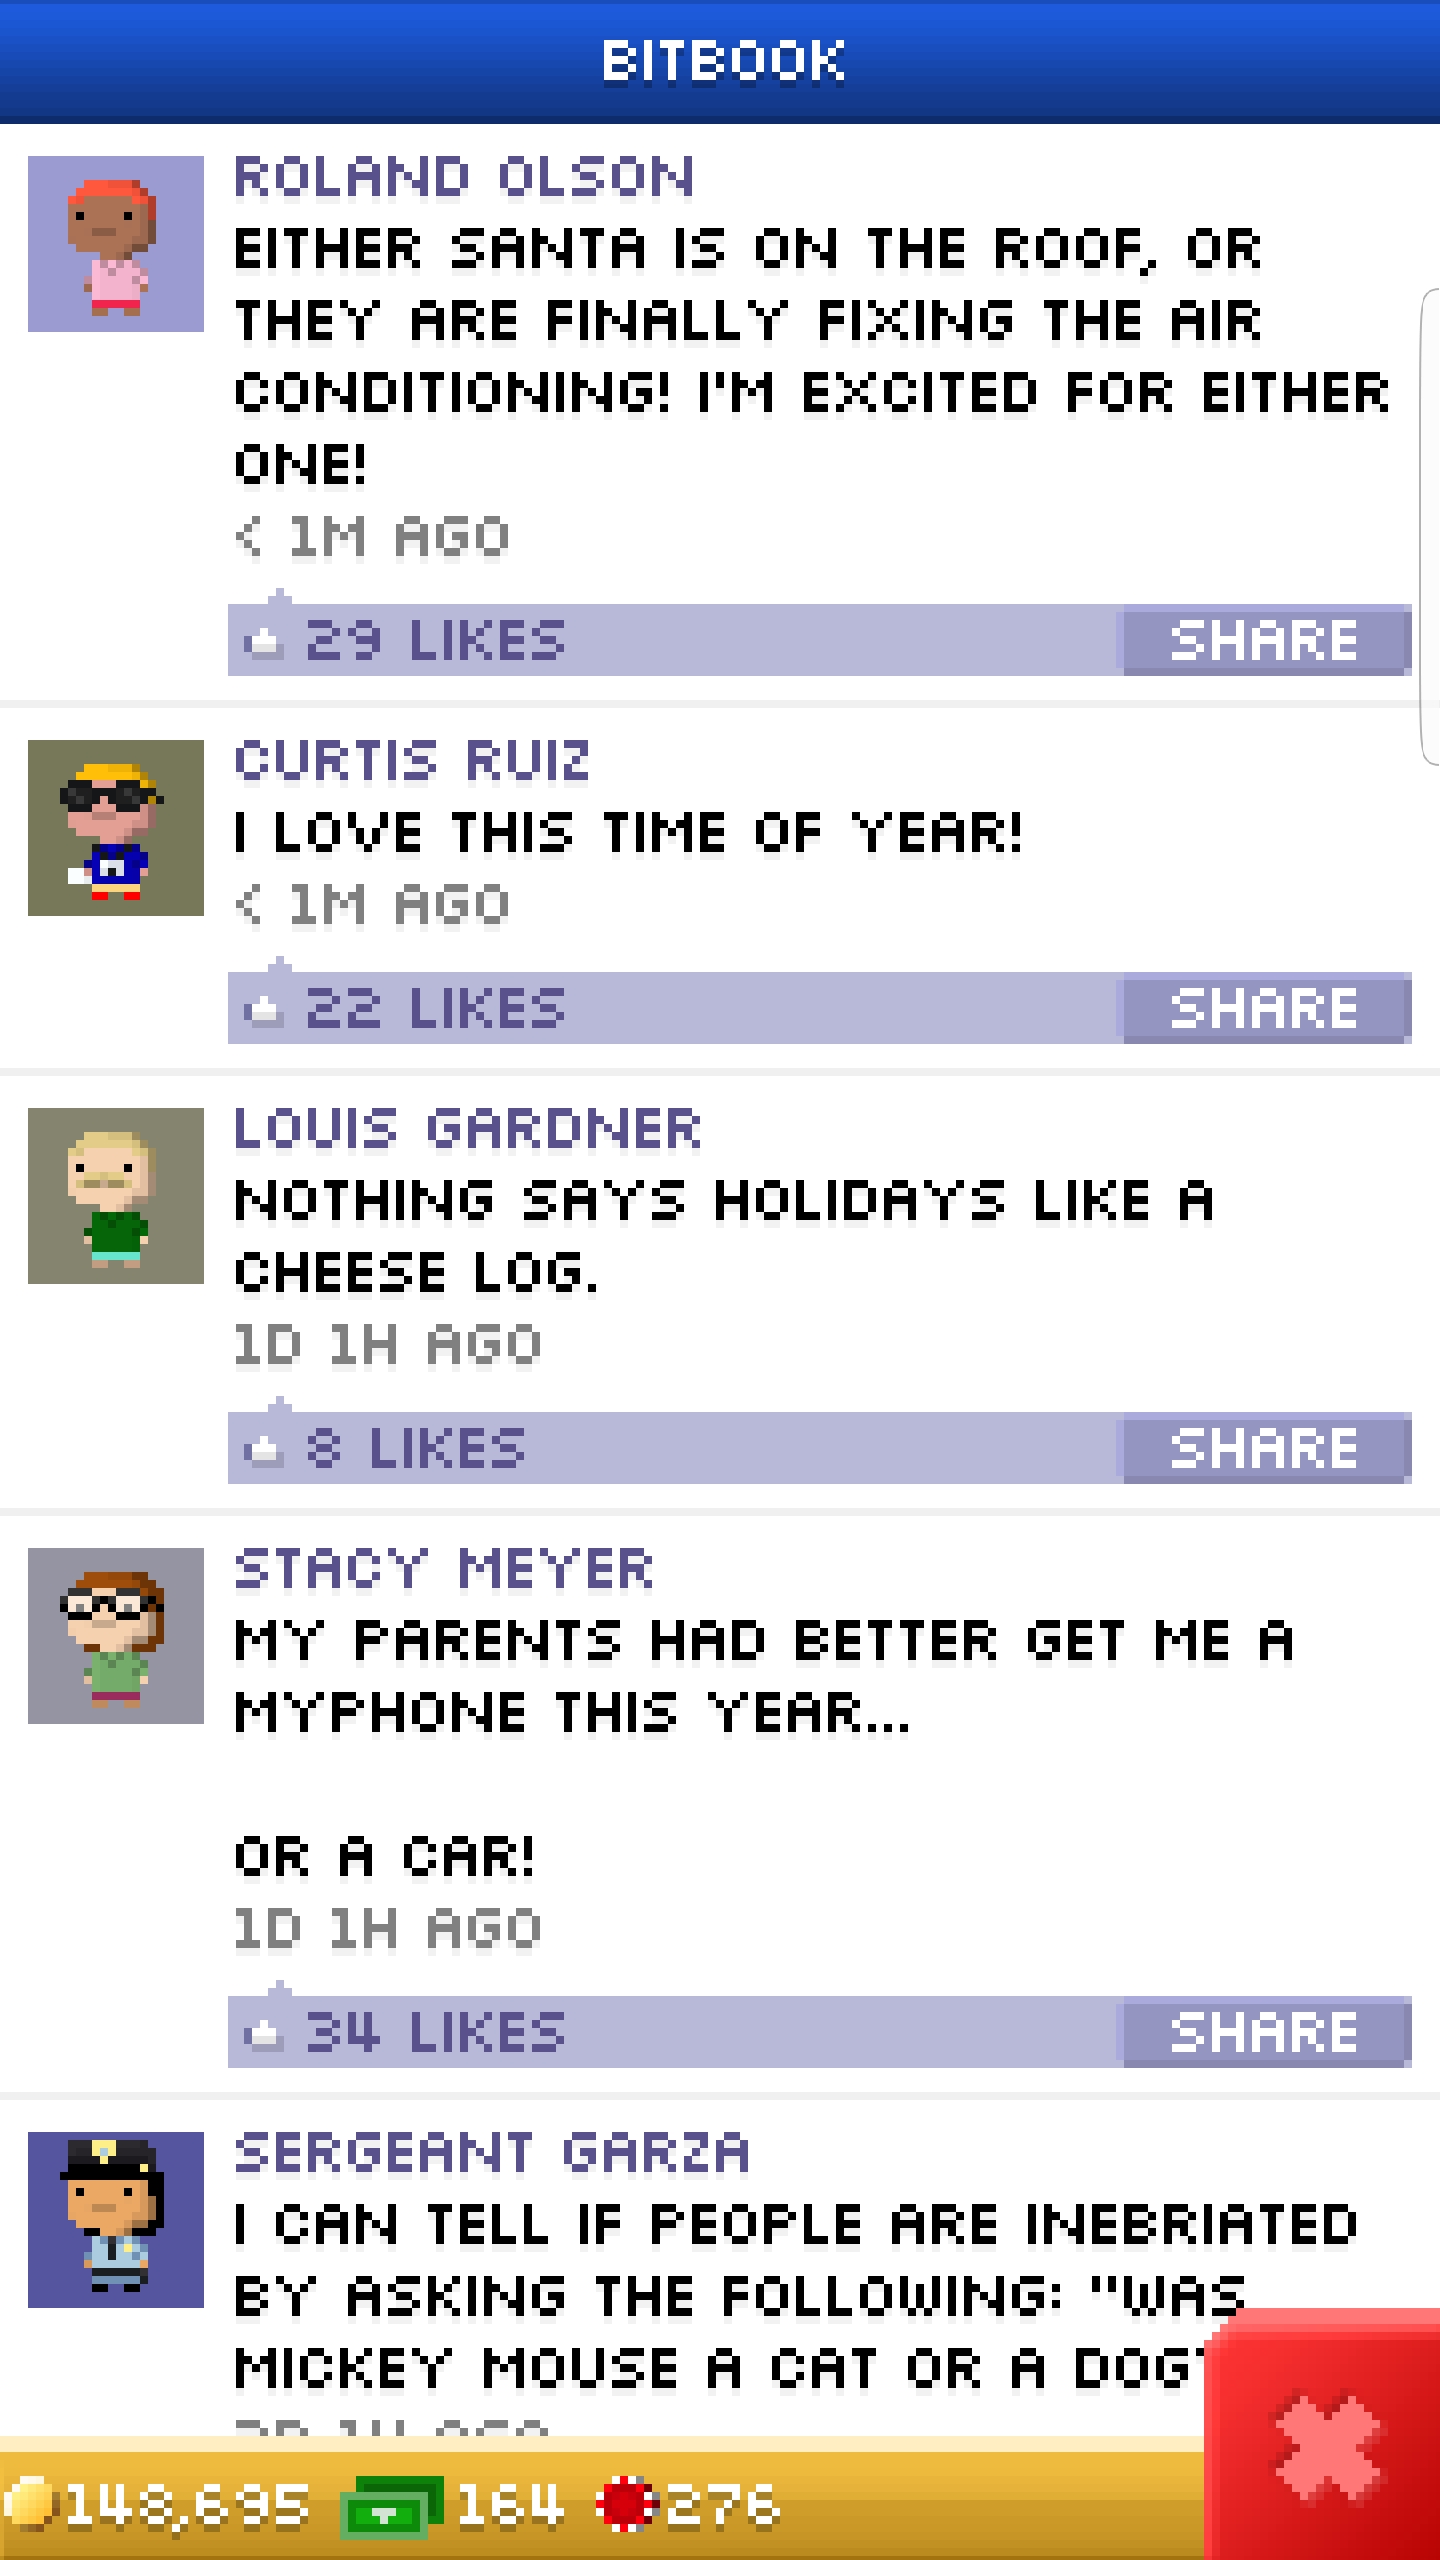 BITBOOK
ROLAND OLSON
EITHER SANTA IS ON THE ROOF, OR
THEY ARE FINALLY FIXING THE AIR
CONDITIONING! I'M EXCITED FOR EITHER
ONE!
< 1M AGO
29 LIKES SHARE
CURTIS RUIZ
I LOVE THIS TIME OF YEAR!
< 1M AGO
22 LIKES SHARE
LOUIS GARDNER
NOTHING SAYS HOLIDAYS LIKE A
CHEESE LOG.
1D 1H AGO
8 LIKES SHARE
STACY MEYER
MY PARENTS HAD BETTER GET ME A
MYPHONE THIS YEAR...
OR A CAR!
1D 1H AGO
34 LIKES SHARE
SERGEANT GARZA
I CAN TELL IF PEOPLE ARE INEBRIATED
BY ASKING THE FOLLOWING: "WAS
MICKEY MOUSE A CAT OR A DOG
148,695 164 276